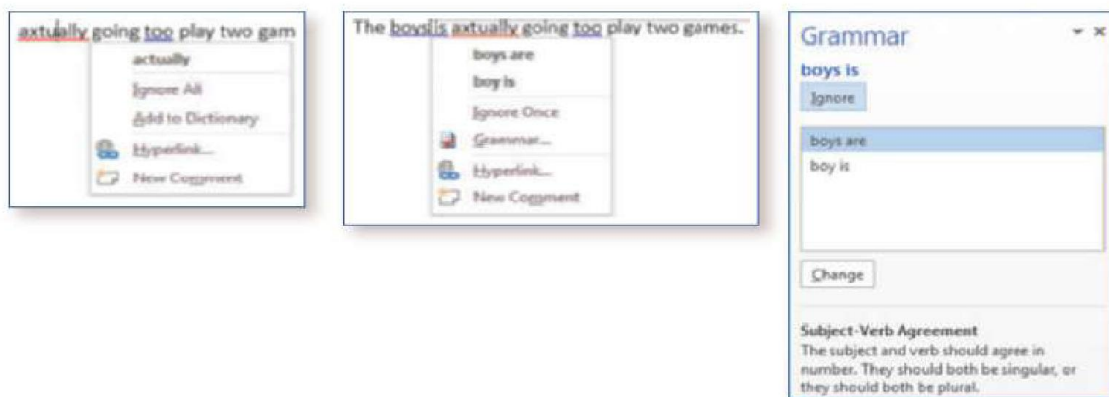 axtually going too play two gam
actually
Ignore All
Add to Dictionary
Hyperlink...
New Comment
The boys is axtually going too play two games.
boys are
boy is
Ignore Once
Grammar...
Hyperlink...
New Comment
Grammar
boys is
Ignore
boys are
boy is
Change
Subject-Verb Agreement
The subject and verb should agree in
number. They should both be singular, or
they should both be plural.